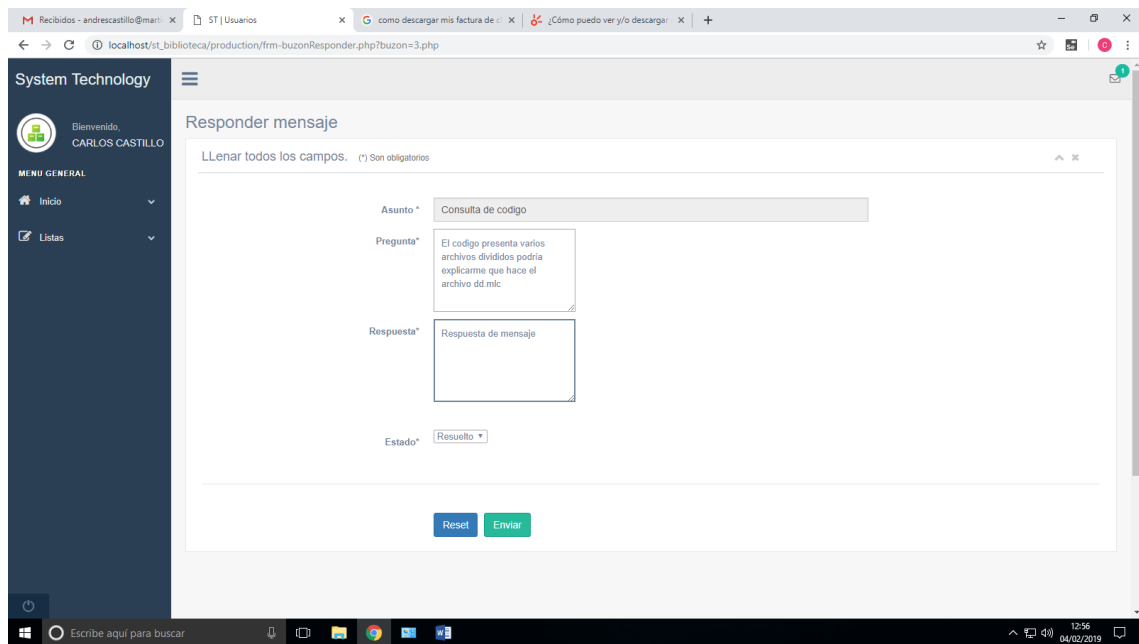 Recibidos - andrescastillo@marti
ST | Usuarios
como descargar mis factura de c
¿Cómo puedo ver y/o descargar
localhost/st_biblioteca/production/frm-buzonResponder.php?buzon=3.php
Se
C
System Technology
1
Bienvenido,
CARLOS CASTILLO
MENU GENERAL
Inicio
Listas
Responder mensaje
LLenar todos los campos. (*) Son obligatorios
Asunto *
Consulta de codigo
Pregunta*
El codigo presenta varios
archivos divididos podría
explicarme que hace el
archivo dd.mlc
Respuesta*
Respuesta de mensaje
Estado*
Resuelto
Reset
Enviar
Escribe aquí para buscar
12:56
04/02/2019